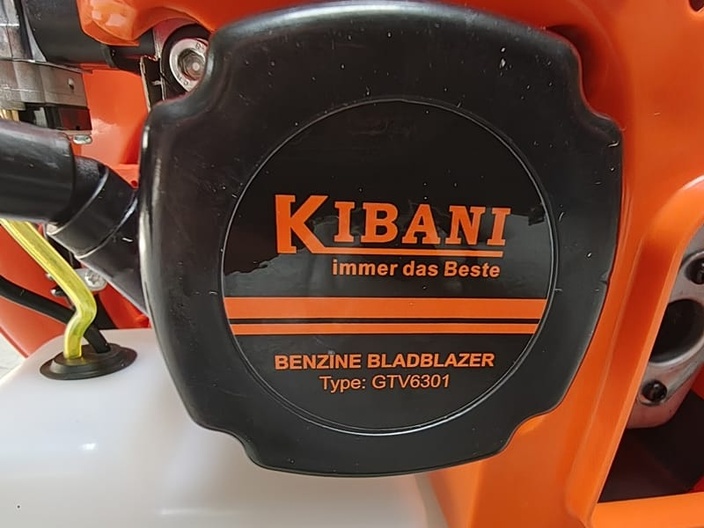 KIBANI
immer das Beste
BENZINE BLADBLAZER
Type: GTV6301